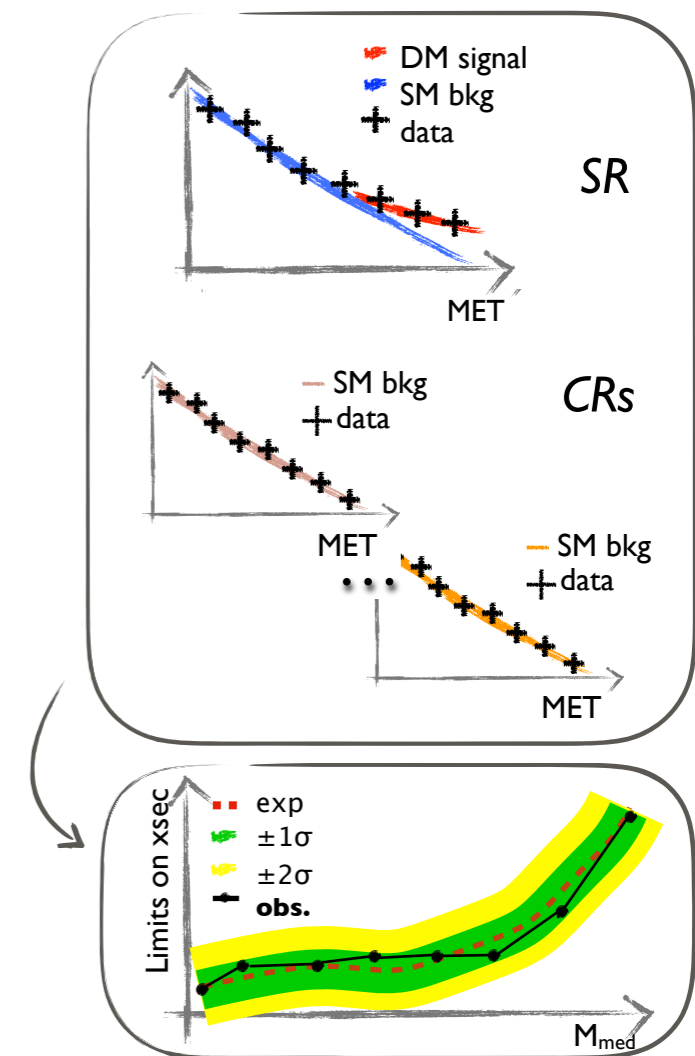 DM signal
SM bkg
data
SR
MET
SM bkg
data
CRs
MET
...
SM bkg
data
MET
Limits on xsec
exp
±1σ
±2σ
obs.
Mmed